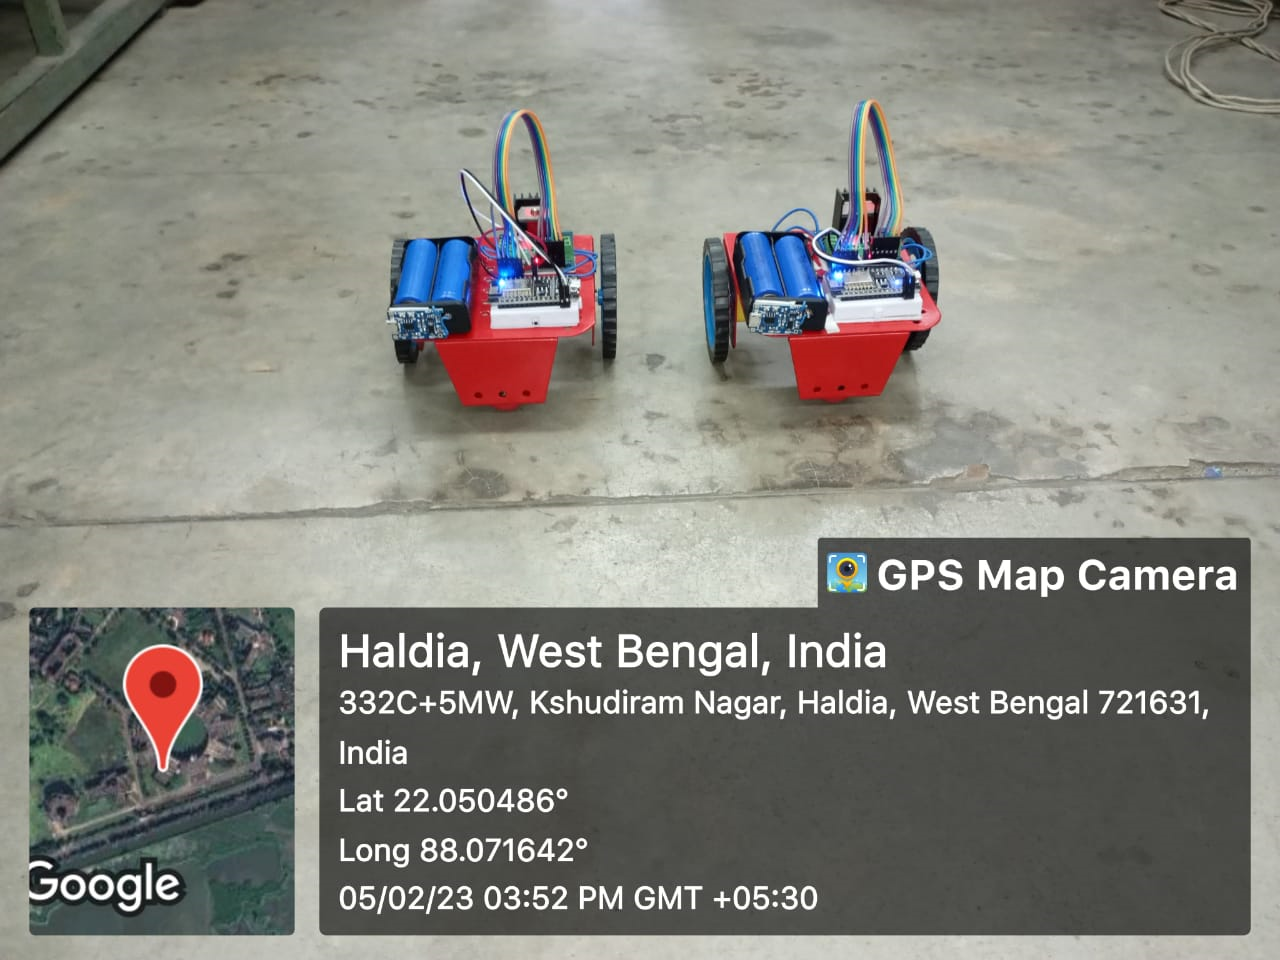 GPS Map Camera
Haldia, West Bengal, India
332C+5MW, Kshudiram Nagar, Haldia, West Bengal 721631,
India
Lat 22.050486°
Long 88.071642°
05/02/23 03:52 PM GMT +05:30
Google